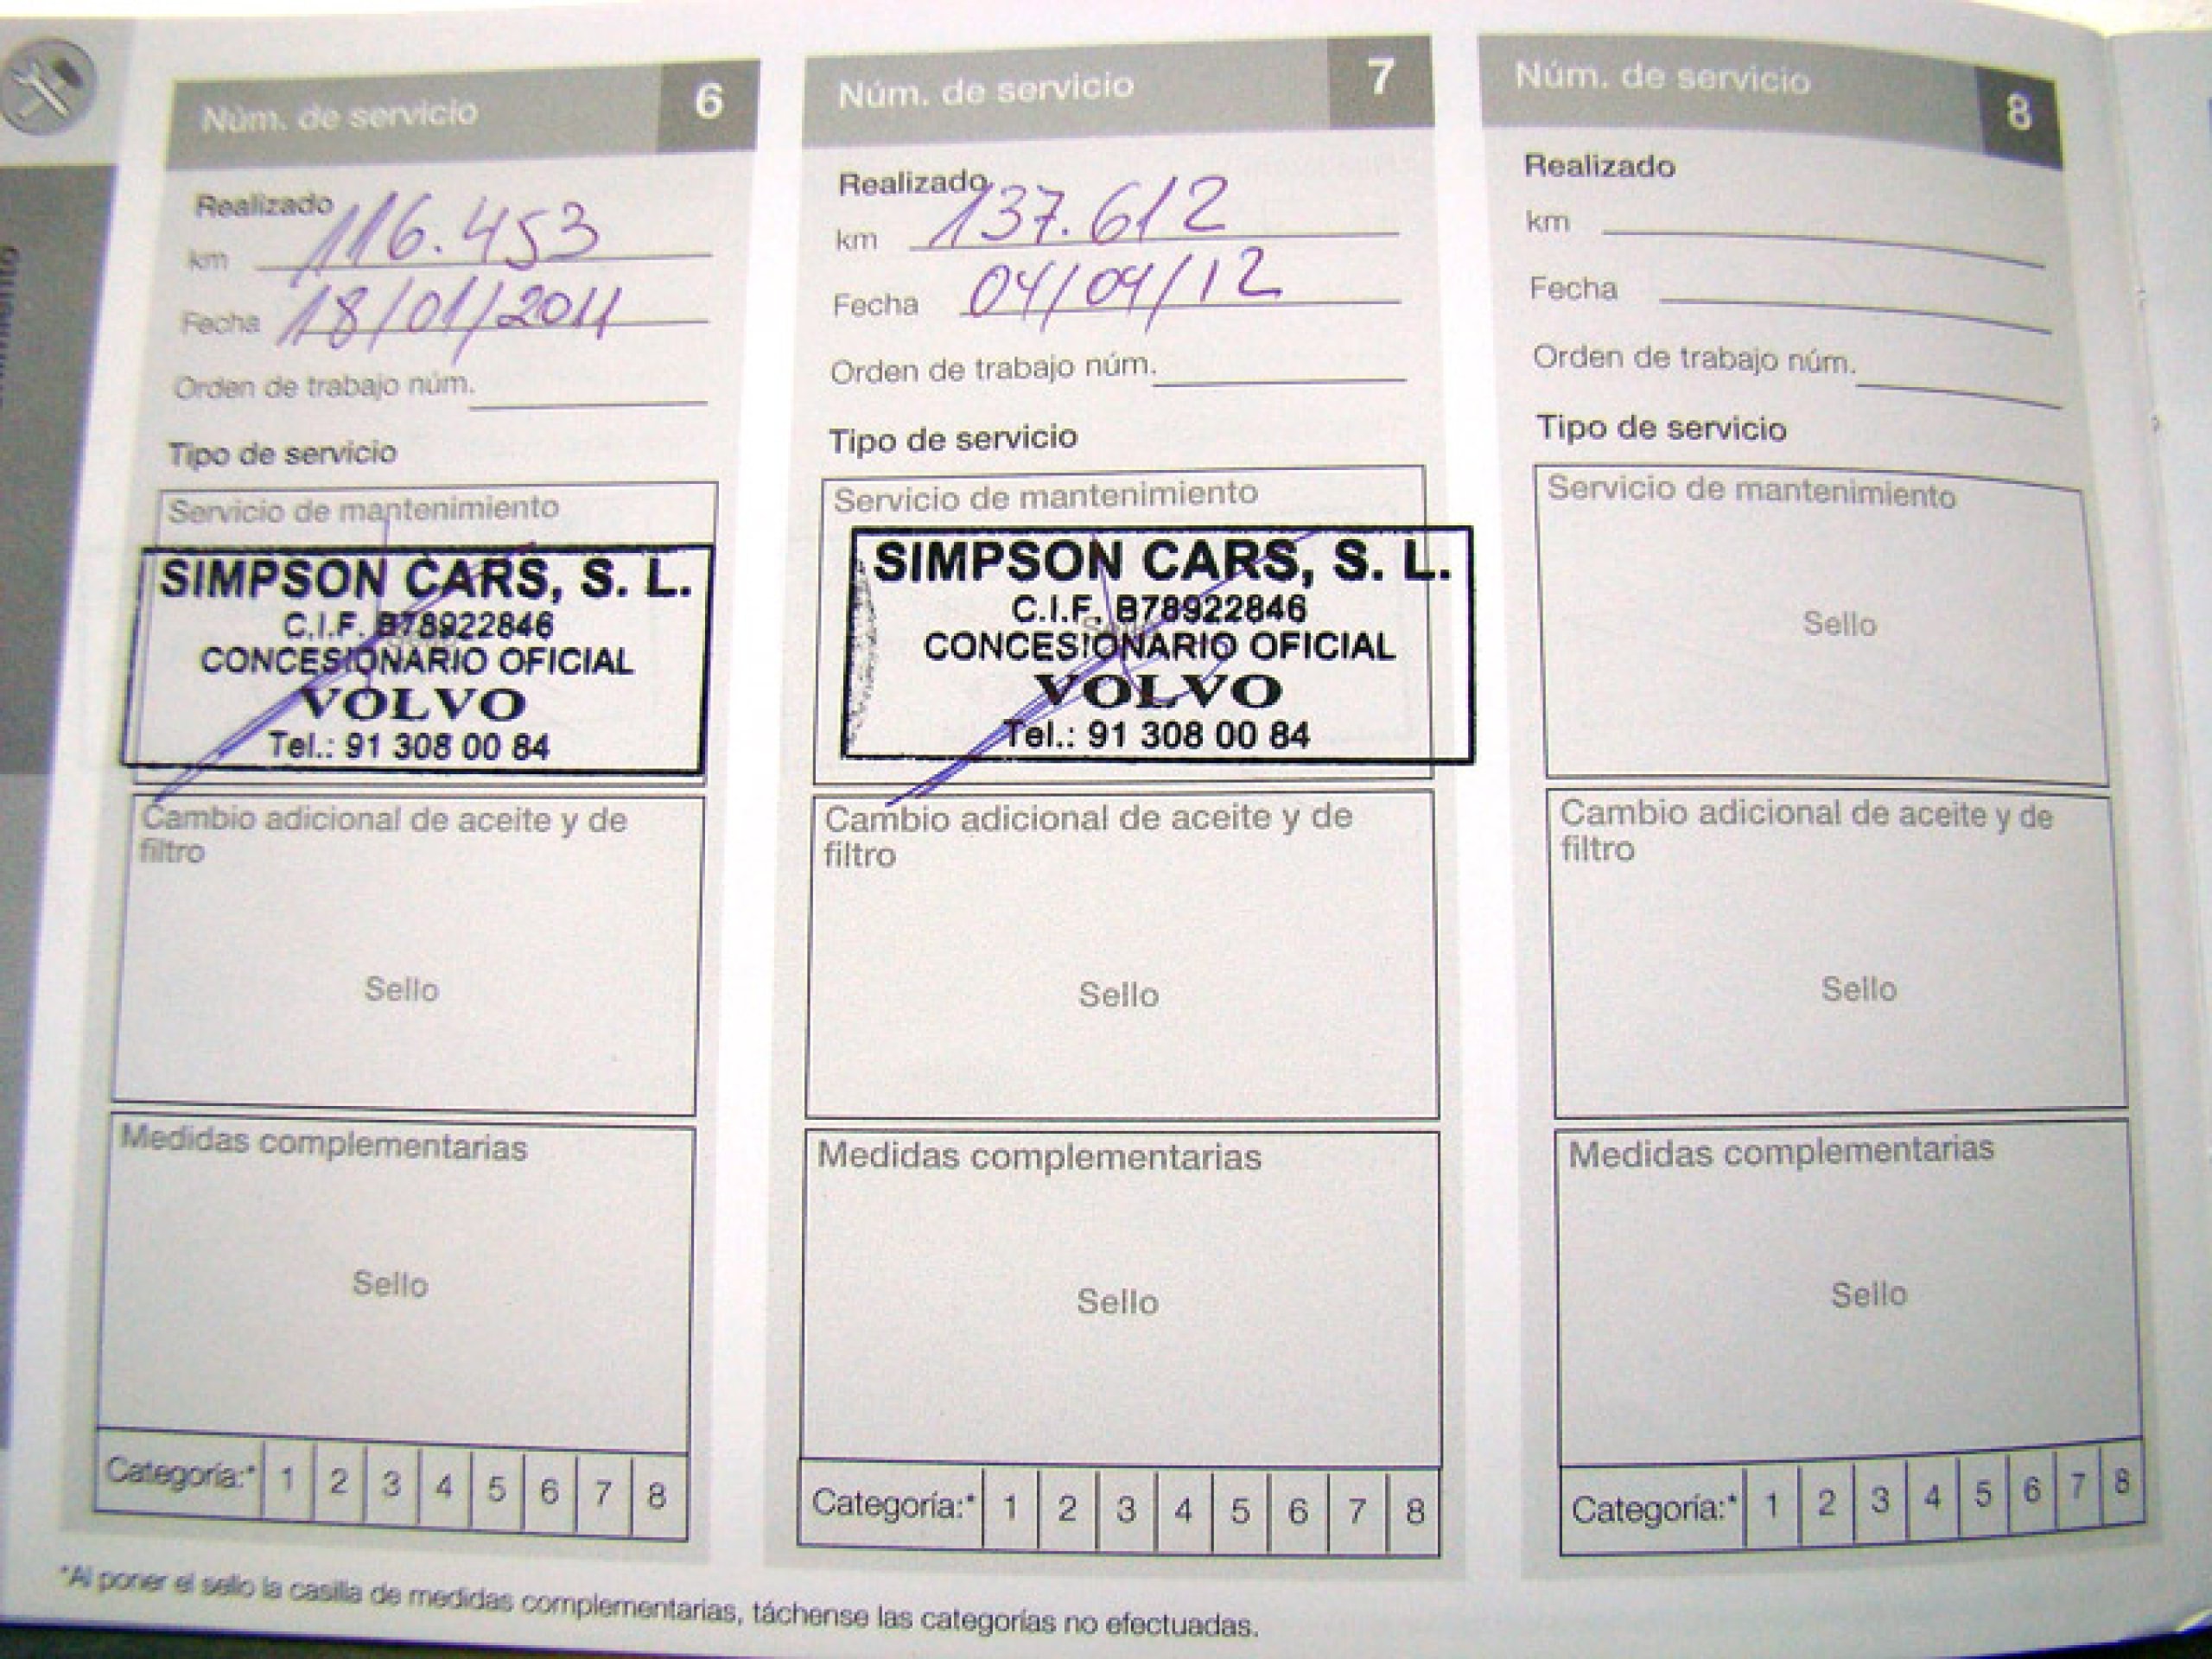 Núm. de servicio 6
Realizado
km 116.453
Fecha 18/01/2011
Orden de trabajo núm.
Tipo de servicio
Servicio de mantenimiento
SIMPSON CARS, S. L.
C.I.F. B78922846
CONCESIONARIO OFICIAL
VOLVO
Tel.: 91 308 00 84
Cambio adicional de aceite y de
filtro
Sello
Medidas complementarias
Sello
Categoría:* 1 2 3 4 5 6 7 8
Núm. de servicio 7
Realizado
km 137.612
Fecha 04/04/12
Orden de trabajo núm.
Tipo de servicio
Servicio de mantenimiento
SIMPSON CARS, S. L.
C.I.F. B78922846
CONCESIONARIO OFICIAL
VOLVO
Tel.: 91 308 00 84
Cambio adicional de aceite y de
filtro
Sello
Medidas complementarias
Sello
Categoría:* 1 2 3 4 5 6 7 8
Núm. de servicio 8
Realizado
km
Fecha
Orden de trabajo núm.
Tipo de servicio
Servicio de mantenimiento
Sello
Cambio adicional de aceite y de
filtro
Sello
Medidas complementarias
Sello
Categoría:* 1 2 3 4 5 6 7 8
*Al poner el sello la casilla de medidas complementarias, táchense las categorías no efectuadas.